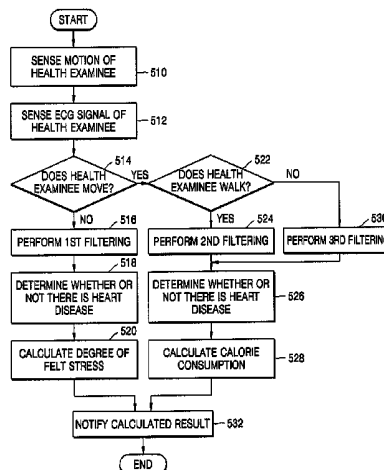 START
SENSE MOTION OF
HEALTH EXAMINEE
510
SENSE ECG SIGNAL OF
HEALTH EXAMINEE
512
514
DOES HEALTH
EXAMINEE MOVE?
YES
522
DOES HEALTH
EXAMINEE WALK?
NO
NO
516
YES
524
530
PERFORM 1ST FILTERING
PERFORM 2ND FILTERING
PERFORM 3RD FILTERING
518
DETERMINE WHETHER OR
NOT THERE IS HEART
DISEASE
DETERMINE WHETHER OR
NOT THERE IS HEART
DISEASE
526
520
CALCULATE DEGREE OF
FELT STRESS
CALCULATE CALORIE
CONSUMPTION
528
NOTIFY CALCULATED RESULT
532
END